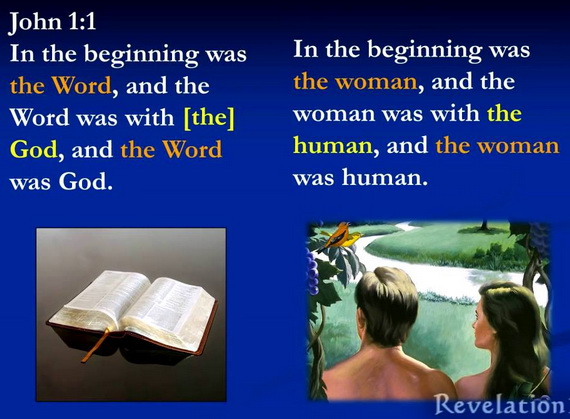 John 1:1
In the beginning was
the Word, and the
Word was with [the]
God, and the Word
was God.
In the beginning was
the woman, and the
woman was with the
human, and the woman
was human.
Revelation